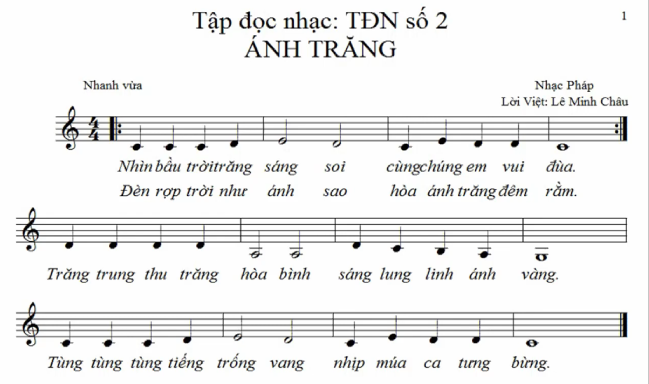 Tập đọc nhạc: TĐN số 2
1
ÁNH TRĂNG
Nhanh vừa
Nhạc Pháp
Lời Việt: Lê Minh Châu
4
4
Nhìn bầu trời trăng sáng soi cùng chúng em vui đùa.
Đèn rợp trời như ánh sao hòa ánh trăng đêm rằm.
Trăng trung thu trăng hòa bình sáng lung linh ánh vàng.
Tùng tùng tùng tiếng trống vang nhịp múa ca tưng bừng.